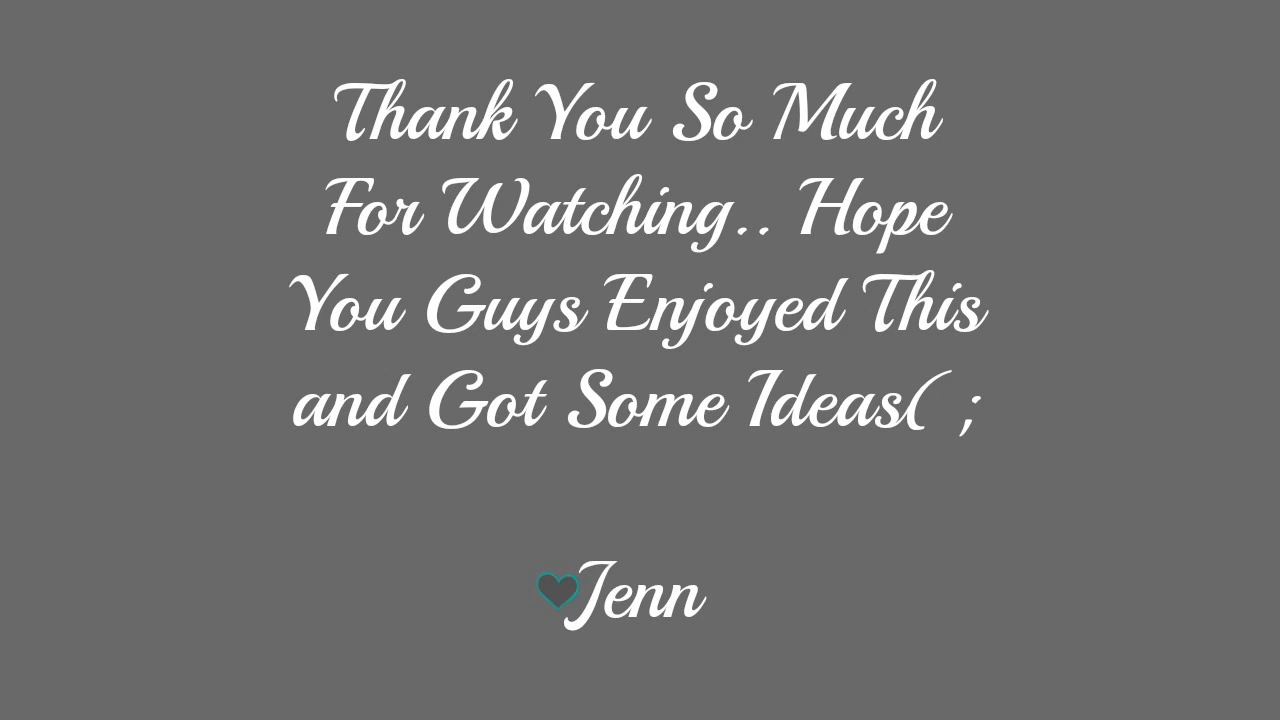 Thank You So Much
For Watching.. Hope
You Guys Enjoyed This
and Got Some Ideas( ;
Jenn